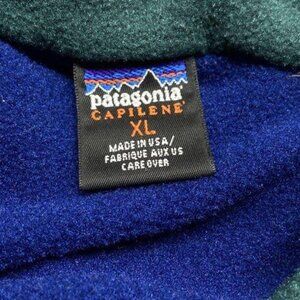 patagonia®
CAPILENE®
XL
MADE IN USA/
FABRIQUE AUX US
CARE OVER